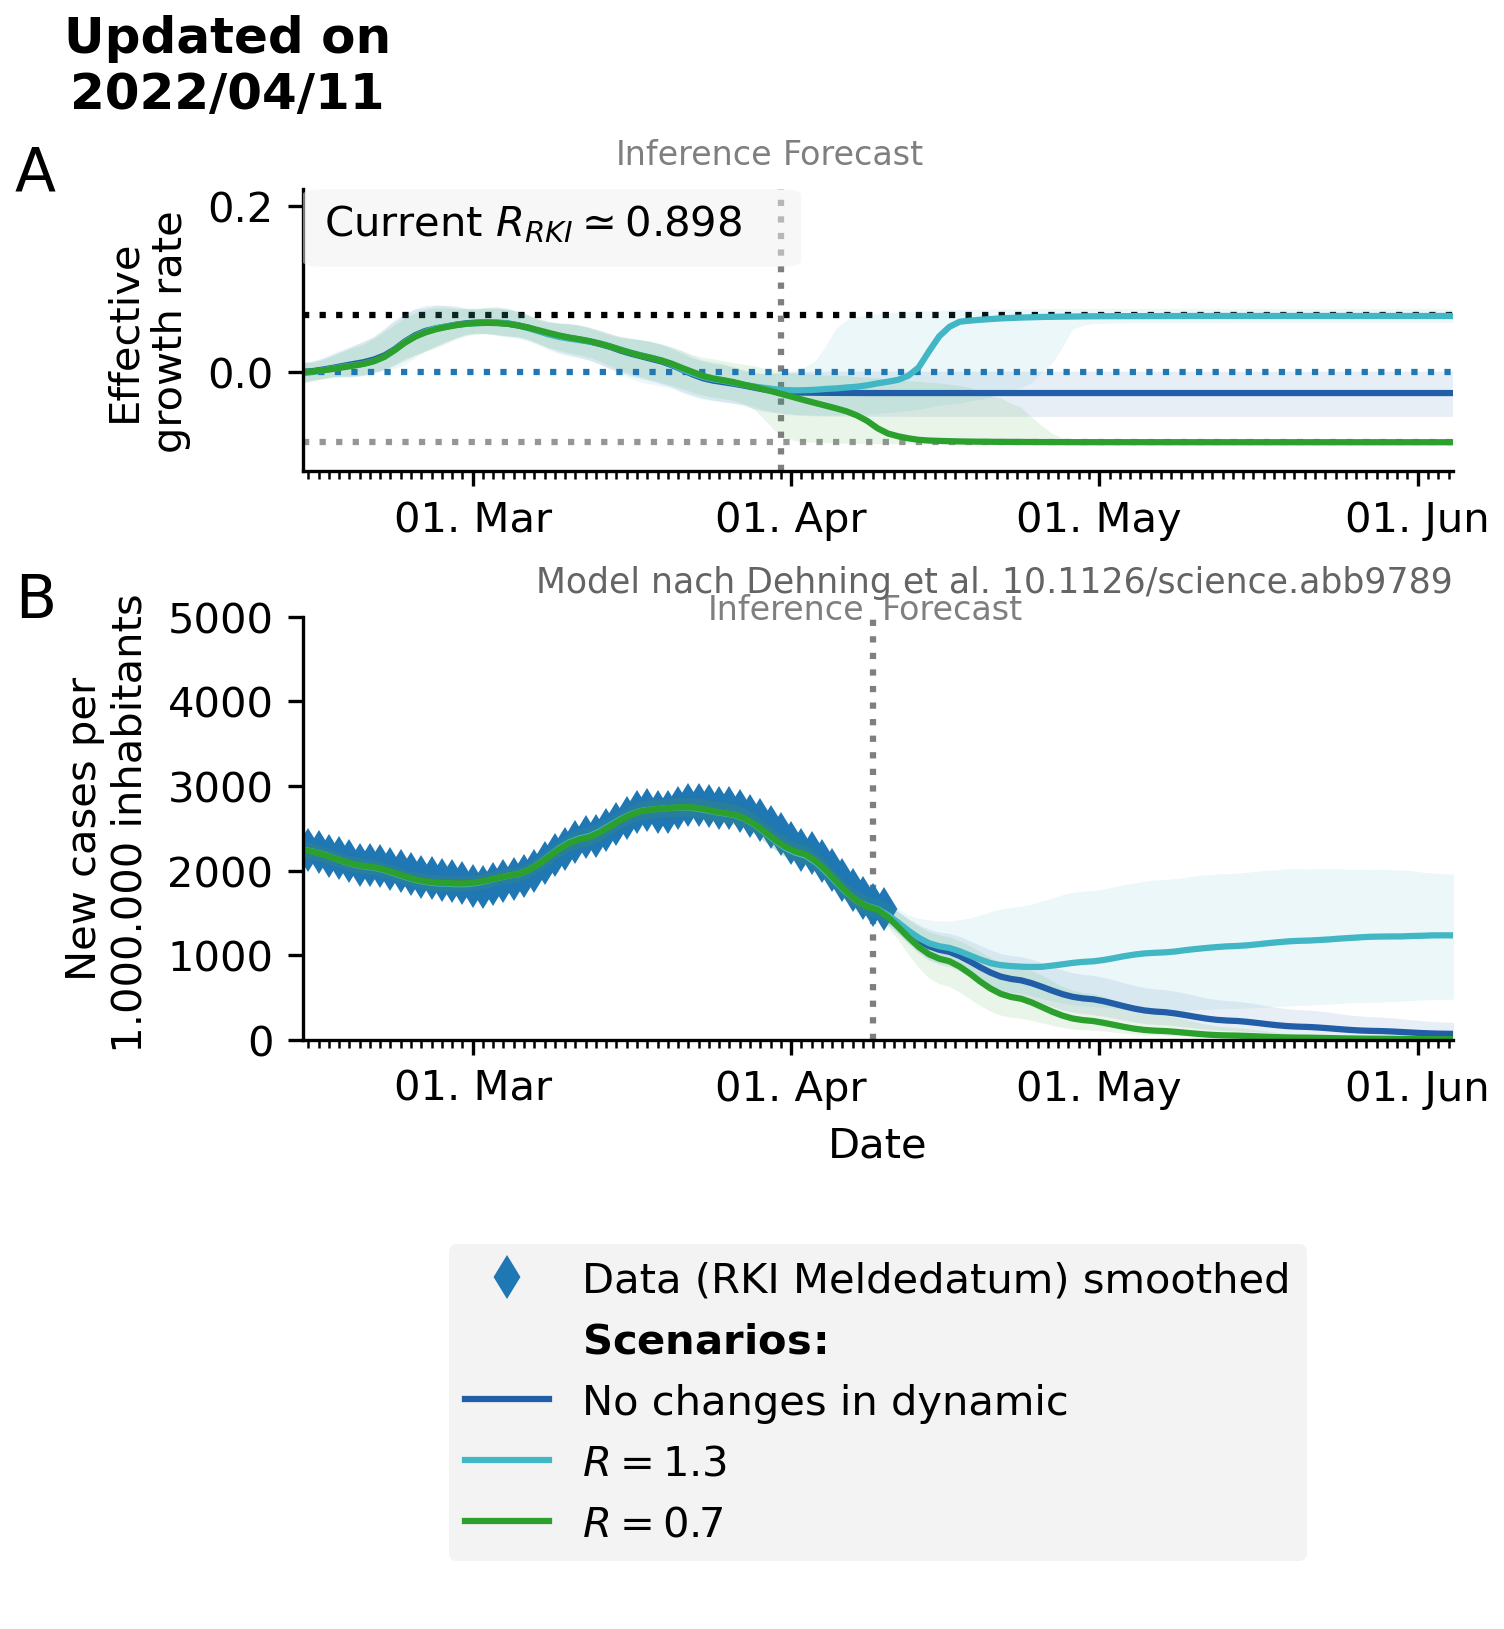 Updated on
2022/04/11
A
Inference Forecast
Effective
growth rate
0.2
0.0
Current R_RKI ≃ 0.898
01. Mar 01. Apr 01. May 01. Jun
B
Model nach Dehning et al. 10.1126/science.abb9789
Inference Forecast
New cases per
1.000.000 inhabitants
5000
4000
3000
2000
1000
0
01. Mar 01. Apr 01. May 01. Jun
Date
Data (RKI Meldedatum) smoothed
Scenarios:
No changes in dynamic
R = 1.3
R = 0.7